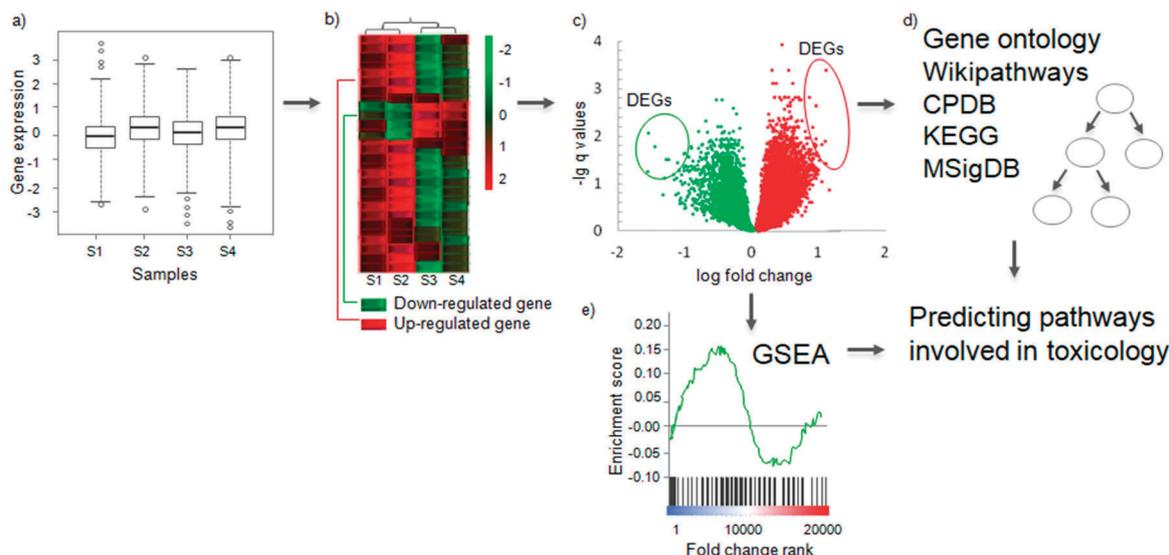 a)
Gene expression
3
2
1
0
-1
-2
-3
S1 S2 S3 S4
Samples
b)
-2
-1
0
1
2
S1 S2 S3 S4
Down-regulated gene
Up-regulated gene
c)
-lg q values
4
3
2
1
0
DEGs
DEGs
-2 -1 0 1 2
log fold change
d)
Gene ontology
Wikipathways
CPDB
KEGG
MSigDB
Predicting pathways
involved in toxicology
e)
GSEA
Enrichment score
0.20
0.15
0.10
0.05
-0.00
-0.05
-0.10
1 10000 20000
Fold change rank